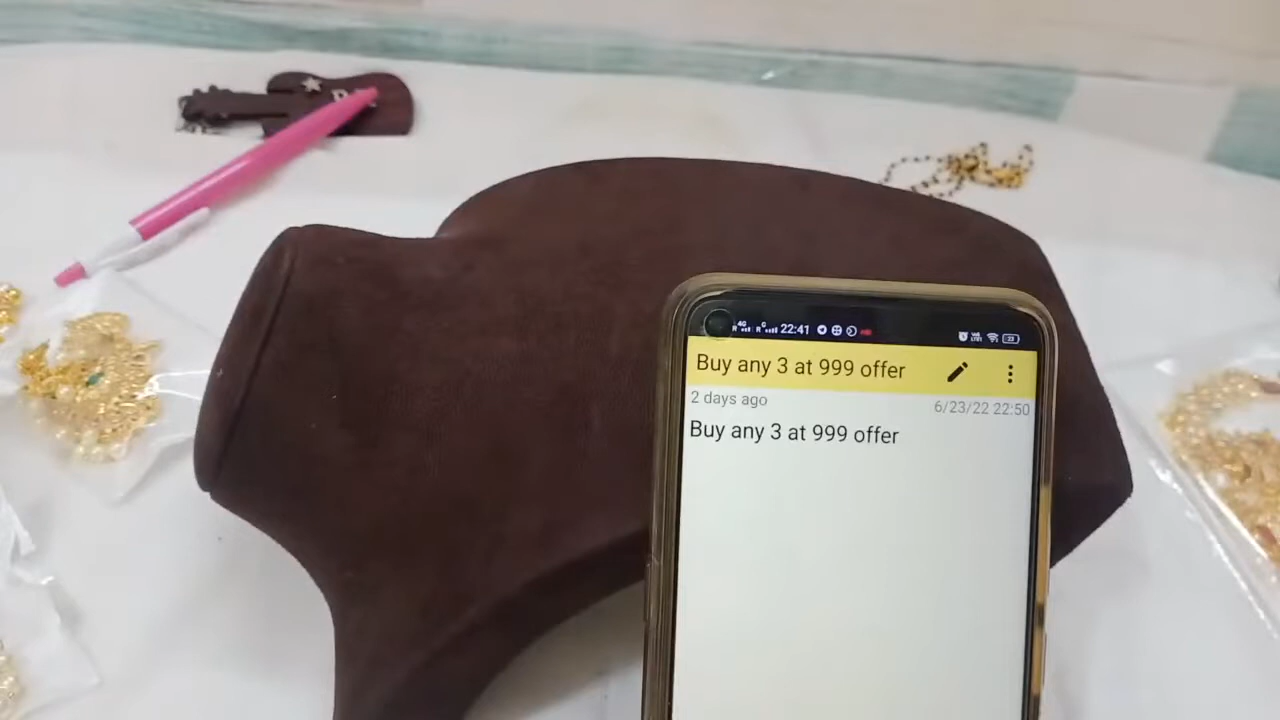 22:41
Buy any 3 at 999 offer
2 days ago
6/23/22 22:50
Buy any 3 at 999 offer